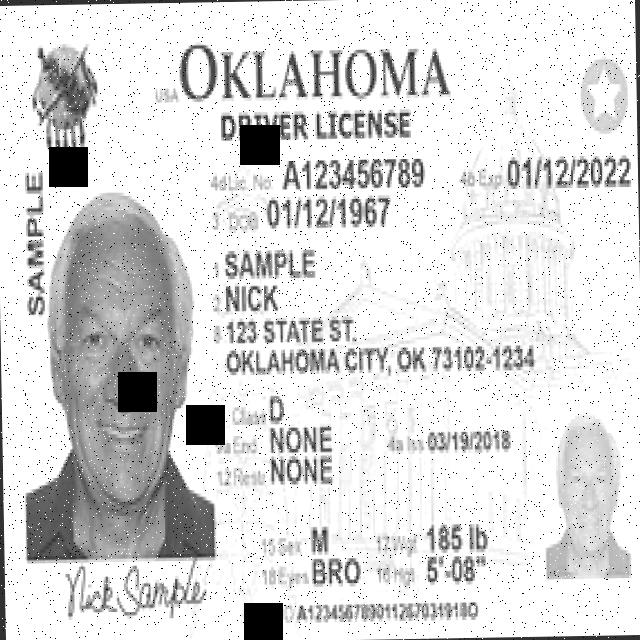 USA OKLAHOMA
DRIVER LICENSE
SAMPLE
4d Lic. No A123456789 4b Exp 01/12/2022
3 DOB 01/12/1967
1 SAMPLE
2 NICK
8 123 STATE ST.
OKLAHOMA CITY, OK 73102-1234
Class D
9a End NONE 4a Iss 03/19/2018
12 Restr NONE
15 Sex M 17 Wgt 185 lb
18 Eyes BRO 16 Hgt 5'-08"
Nick Sample